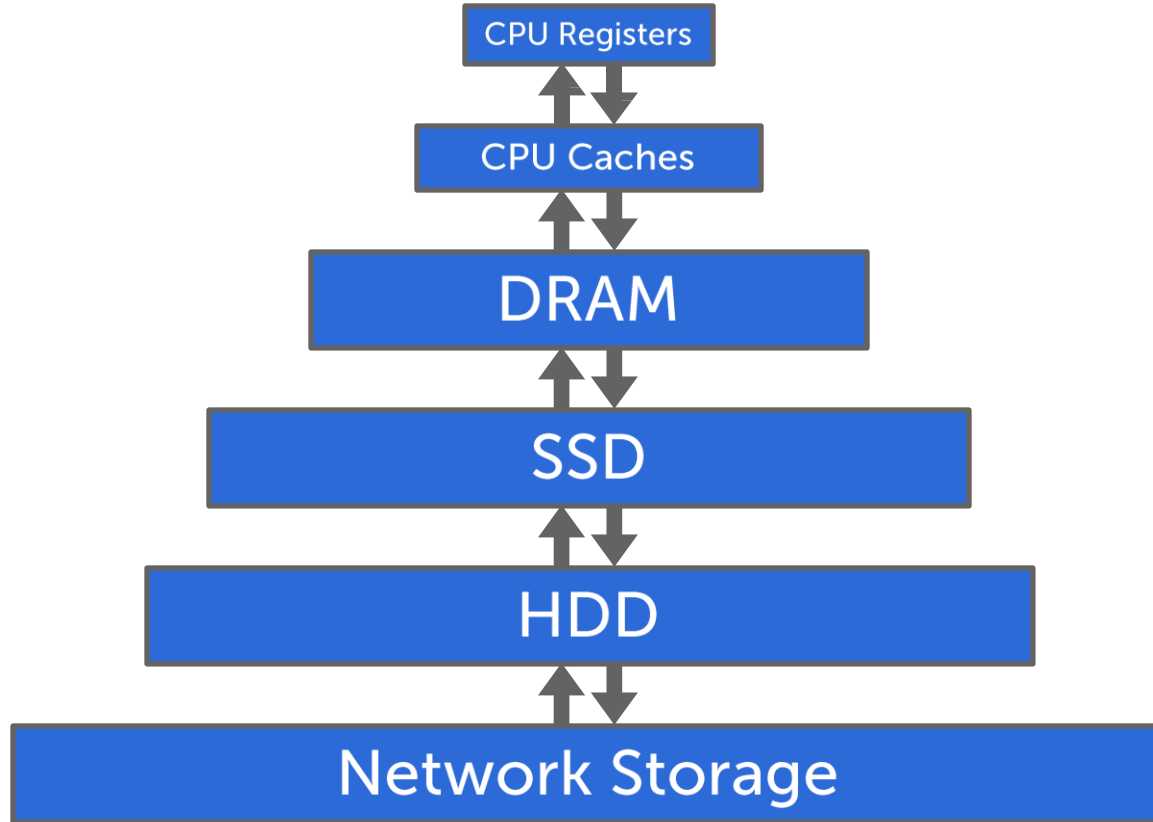 CPU Registers
CPU Caches
DRAM
SSD
HDD
Network Storage